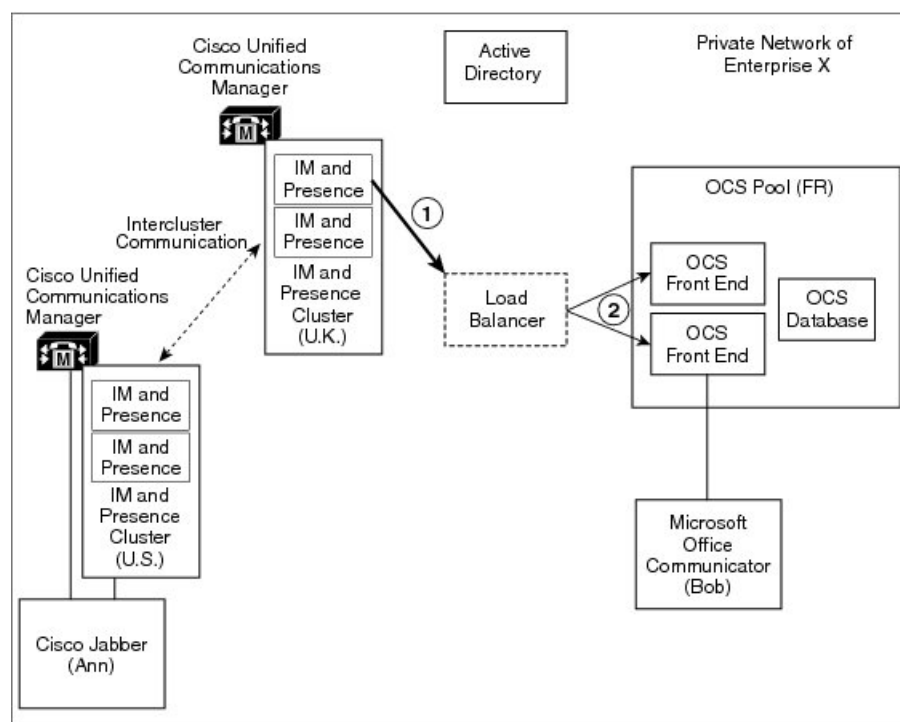 Cisco Unified
Communications
Manager
M
Active
Directory
Private Network of
Enterprise X
IM and
Presence
IM and
Presence
IM and
Presence
Cluster
(U.K.)
1
Intercluster
Communication
Load
Balancer
2
OCS Pool (FR)
OCS
Front End
OCS
Front End
OCS
Database
Cisco Unified
Communications
Manager
M
IM and
Presence
IM and
Presence
IM and
Presence
Cluster
(U.S.)
Microsoft
Office
Communicator
(Bob)
Cisco Jabber
(Ann)